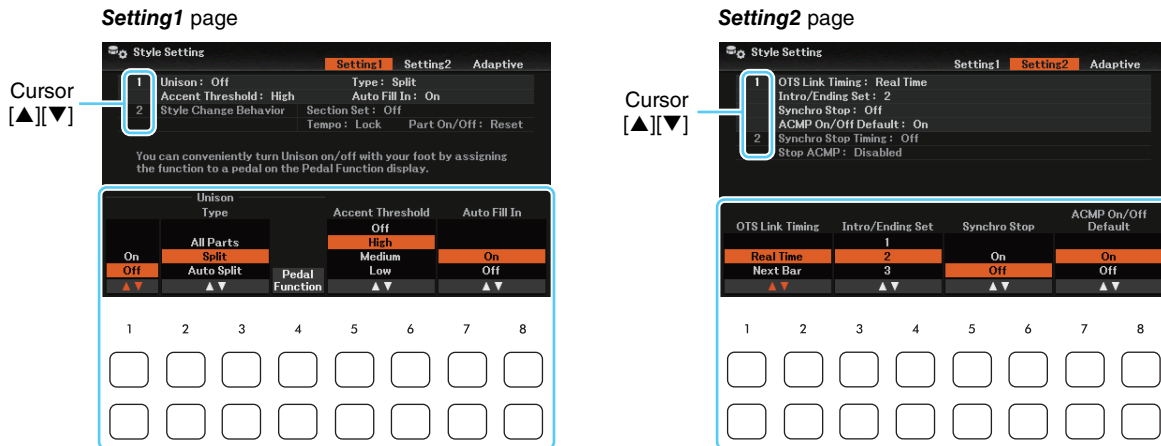 Setting1 page
Style Setting
Setting1 Setting2 Adaptive
Cursor
[▲][▼]
1 Unison : Off Type : Split
Accent Threshold : High Auto Fill In : On
2 Style Change Behavior Section Set : Off
Tempo : Lock Part On/Off : Reset
You can conveniently turn Unison on/off with your foot by assigning
the function to a pedal on the Pedal Function display.
Unison
Type Accent Threshold Auto Fill In
Off
All Parts High
On Split Medium On
Off Auto Split Pedal Low Off
▲▼ ▲▼ Function ▲▼ ▲▼
1 2 3 4 5 6 7 8
Setting2 page
Style Setting
Setting1 Setting2 Adaptive
Cursor
[▲][▼]
1 OTS Link Timing : Real Time
Intro/Ending Set : 2
Synchro Stop : Off
ACMP On/Off Default : On
2 Synchro Stop Timing : Off
Stop ACMP : Disabled
ACMP On/Off
OTS Link Timing Intro/Ending Set Synchro Stop Default
1
Real Time 2 On On
Next Bar 3 Off Off
▲▼ ▲▼ ▲▼ ▲▼
1 2 3 4 5 6 7 8